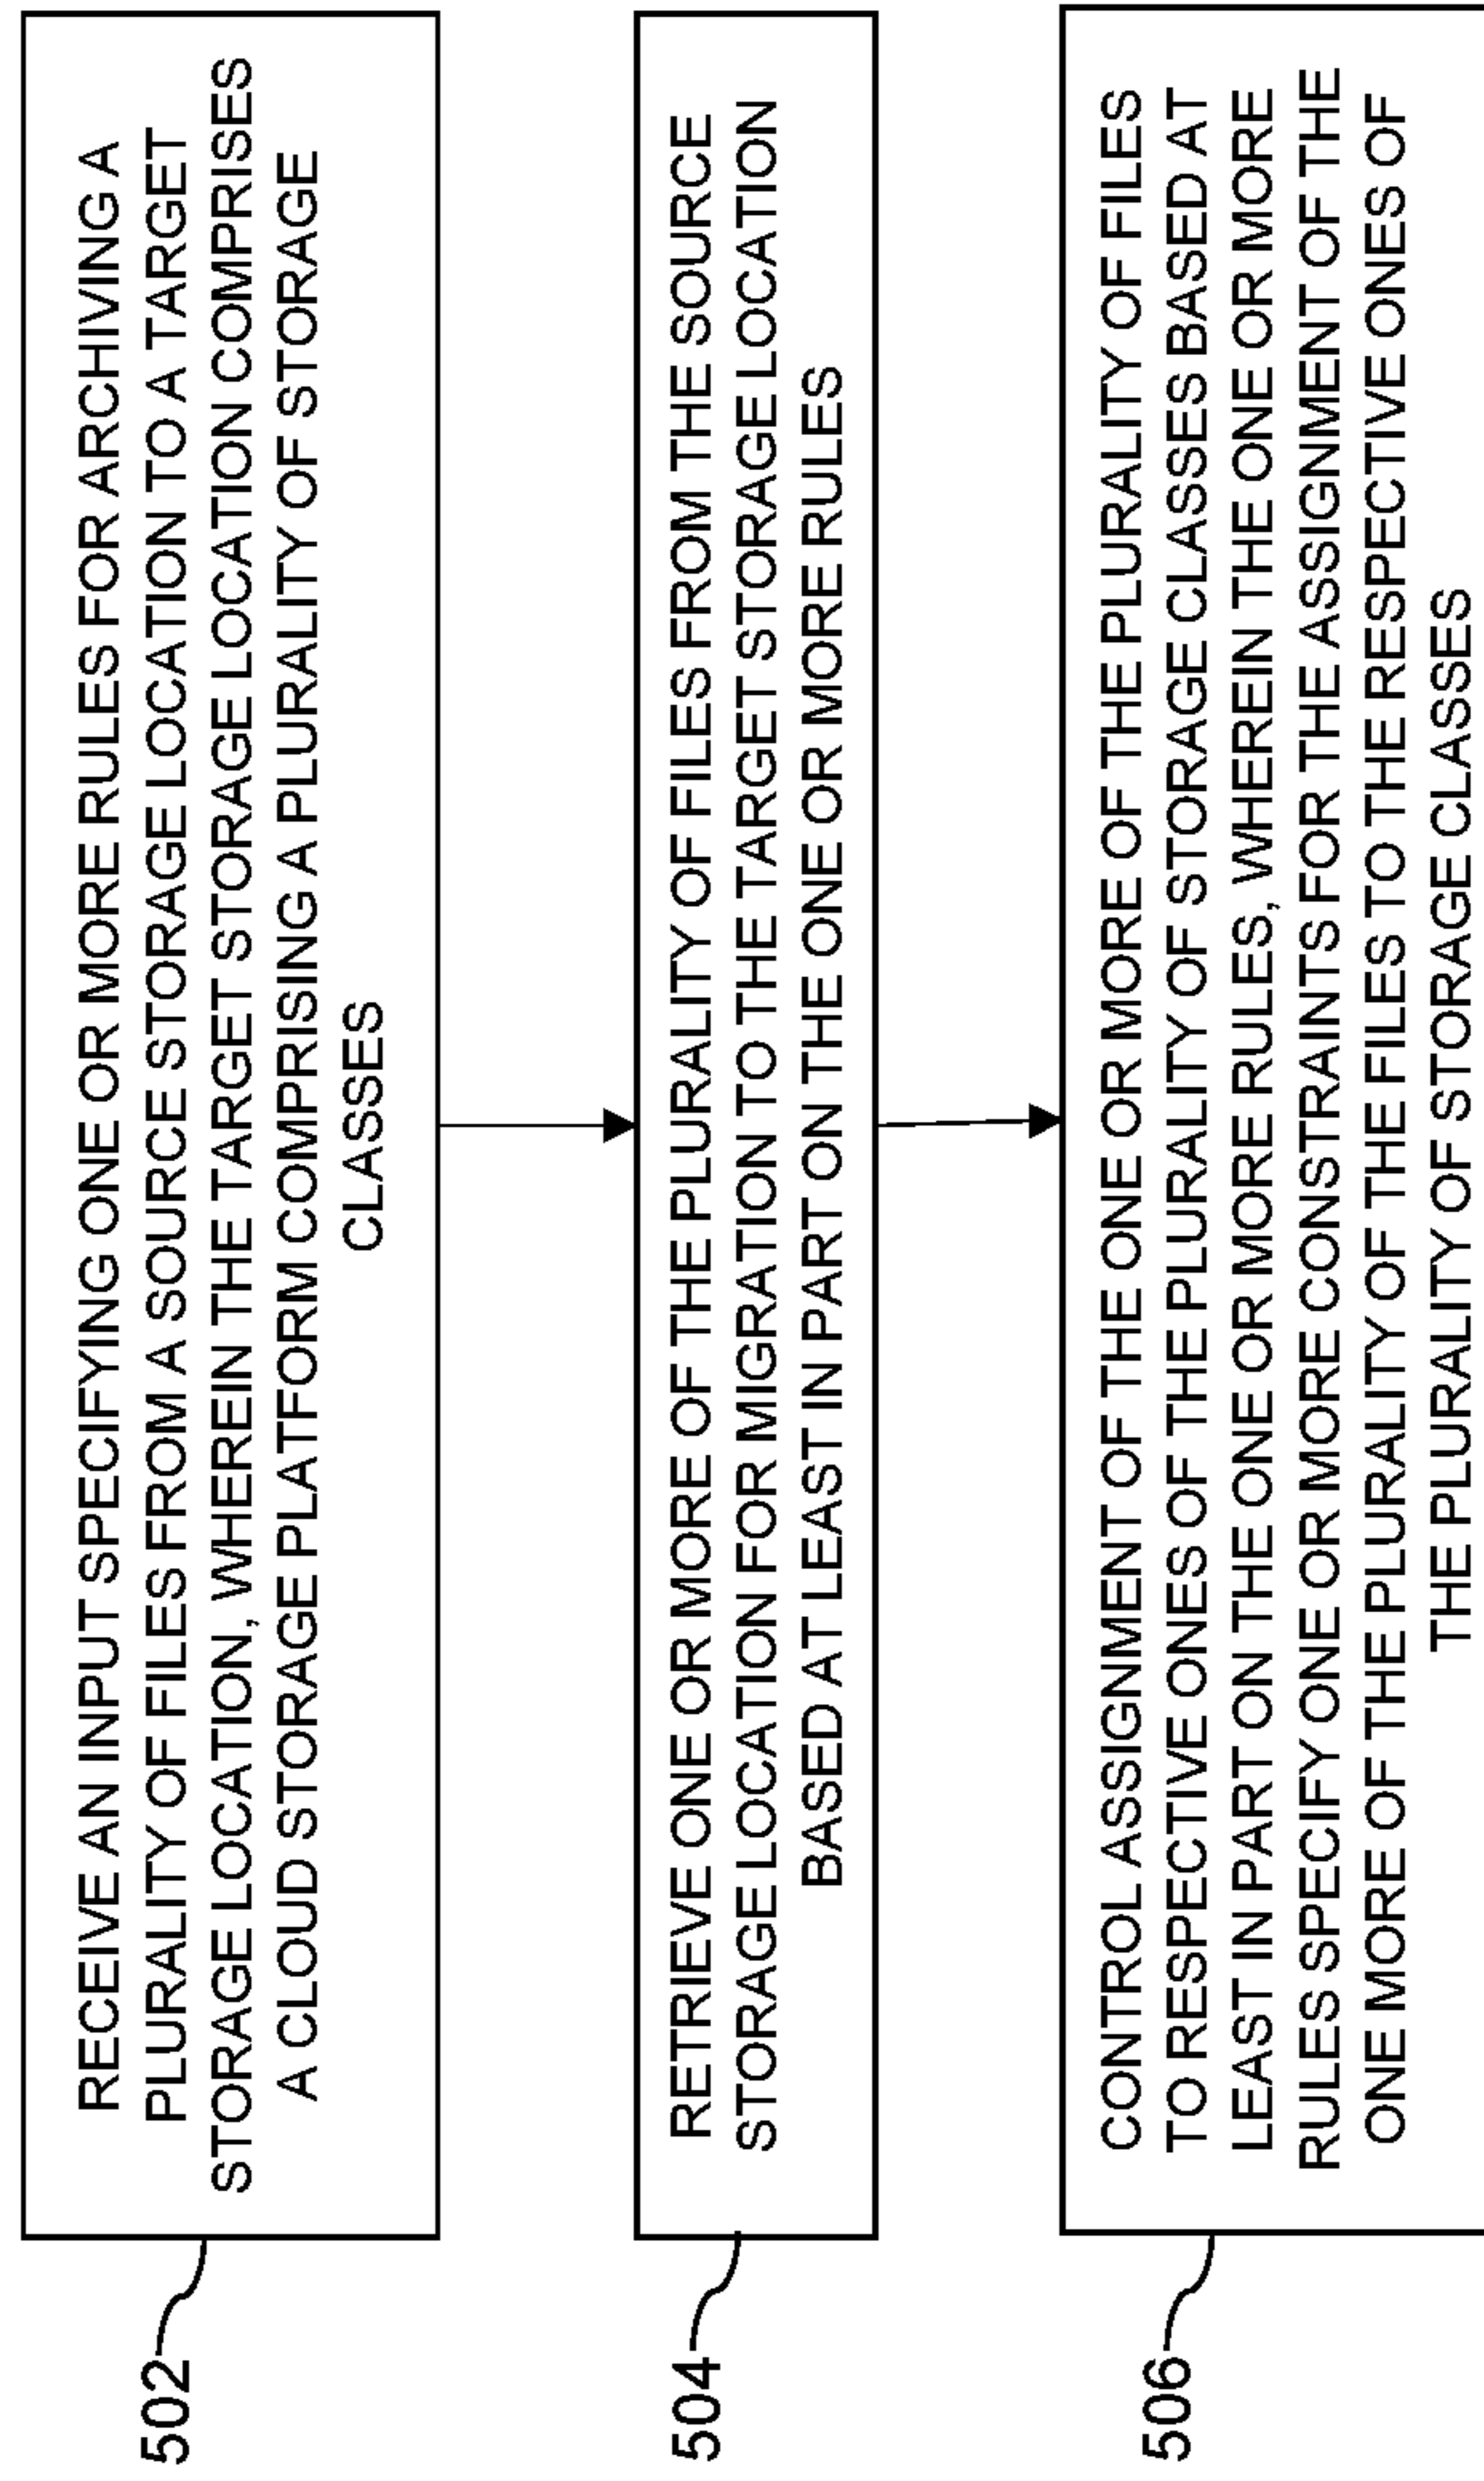 502
RECEIVE AN INPUT SPECIFYING ONE OR MORE RULES FOR ARCHIVING A
PLURALITY OF FILES FROM A SOURCE STORAGE LOCATION TO A TARGET
STORAGE LOCATION, WHEREIN THE TARGET STORAGE LOCATION COMPRISES
A CLOUD STORAGE PLATFORM COMPRISING A PLURALITY OF STORAGE
CLASSES
504
RETRIEVE ONE OR MORE OF THE PLURALITY OF FILES FROM THE SOURCE
STORAGE LOCATION FOR MIGRATION TO THE TARGET STORAGE LOCATION
BASED AT LEAST IN PART ON THE ONE OR MORE RULES
506
CONTROL ASSIGNMENT OF THE ONE OR MORE OF THE PLURALITY OF FILES
TO RESPECTIVE ONES OF THE PLURALITY OF STORAGE CLASSES BASED AT
LEAST IN PART ON THE ONE OR MORE RULES, WHEREIN THE ONE OR MORE
RULES SPECIFY ONE OR MORE CONSTRAINTS FOR THE ASSIGNMENT OF THE
ONE MORE OF THE PLURALITY OF THE FILES TO THE RESPECTIVE ONES OF
THE PLURALITY OF STORAGE CLASSES